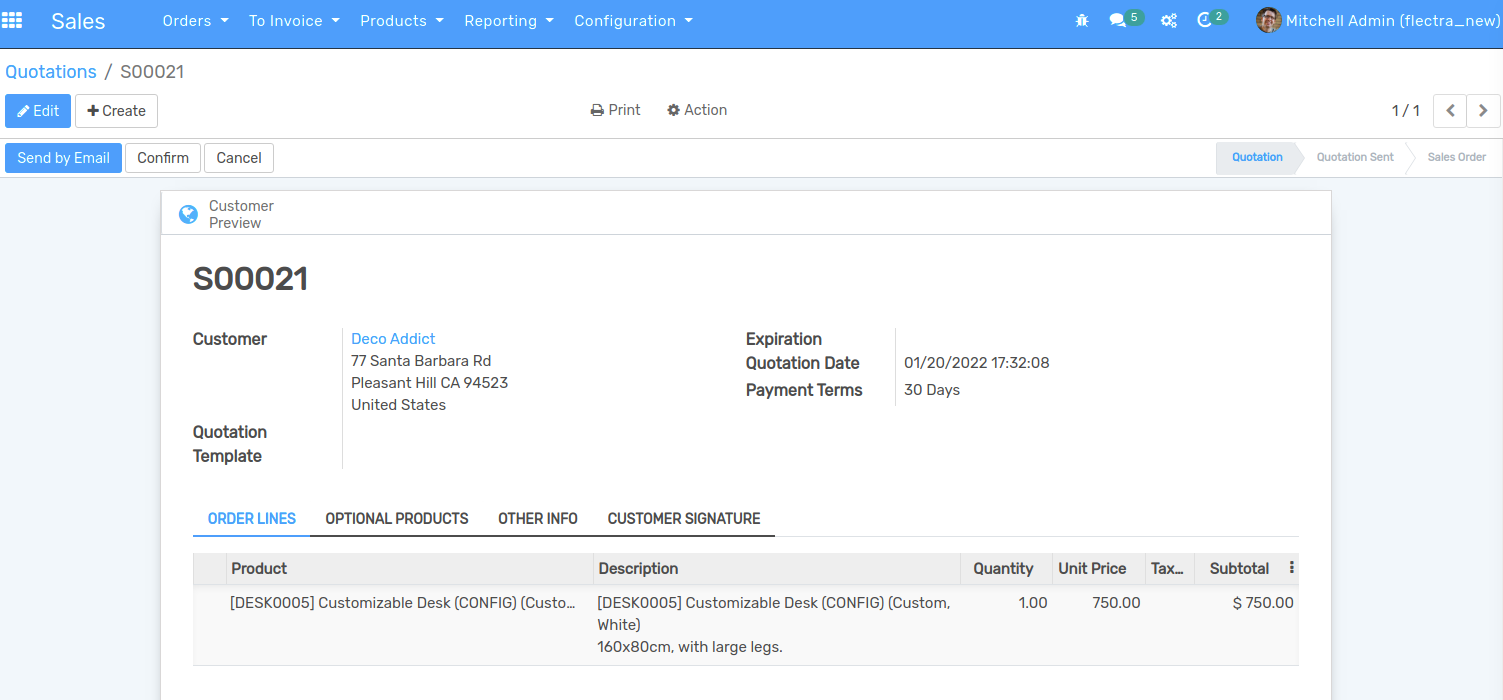 Sales Orders To Invoice Products Reporting Configuration 5 2 Mitchell Admin (flectra_new)
Quotations / S00021
Edit Create Print Action 1 / 1
Send by Email Confirm Cancel Quotation Quotation Sent Sales Order
Customer
Preview
S00021
Customer Deco Addict Expiration
77 Santa Barbara Rd Quotation Date 01/20/2022 17:32:08
Pleasant Hill CA 94523 Payment Terms 30 Days
United States
Quotation
Template
ORDER LINES OPTIONAL PRODUCTS OTHER INFO CUSTOMER SIGNATURE
Product Description Quantity Unit Price Tax... Subtotal
[DESK0005] Customizable Desk (CONFIG) (Custo... [DESK0005] Customizable Desk (CONFIG) (Custom, 1.00 750.00 $ 750.00
White)
160x80cm, with large legs.